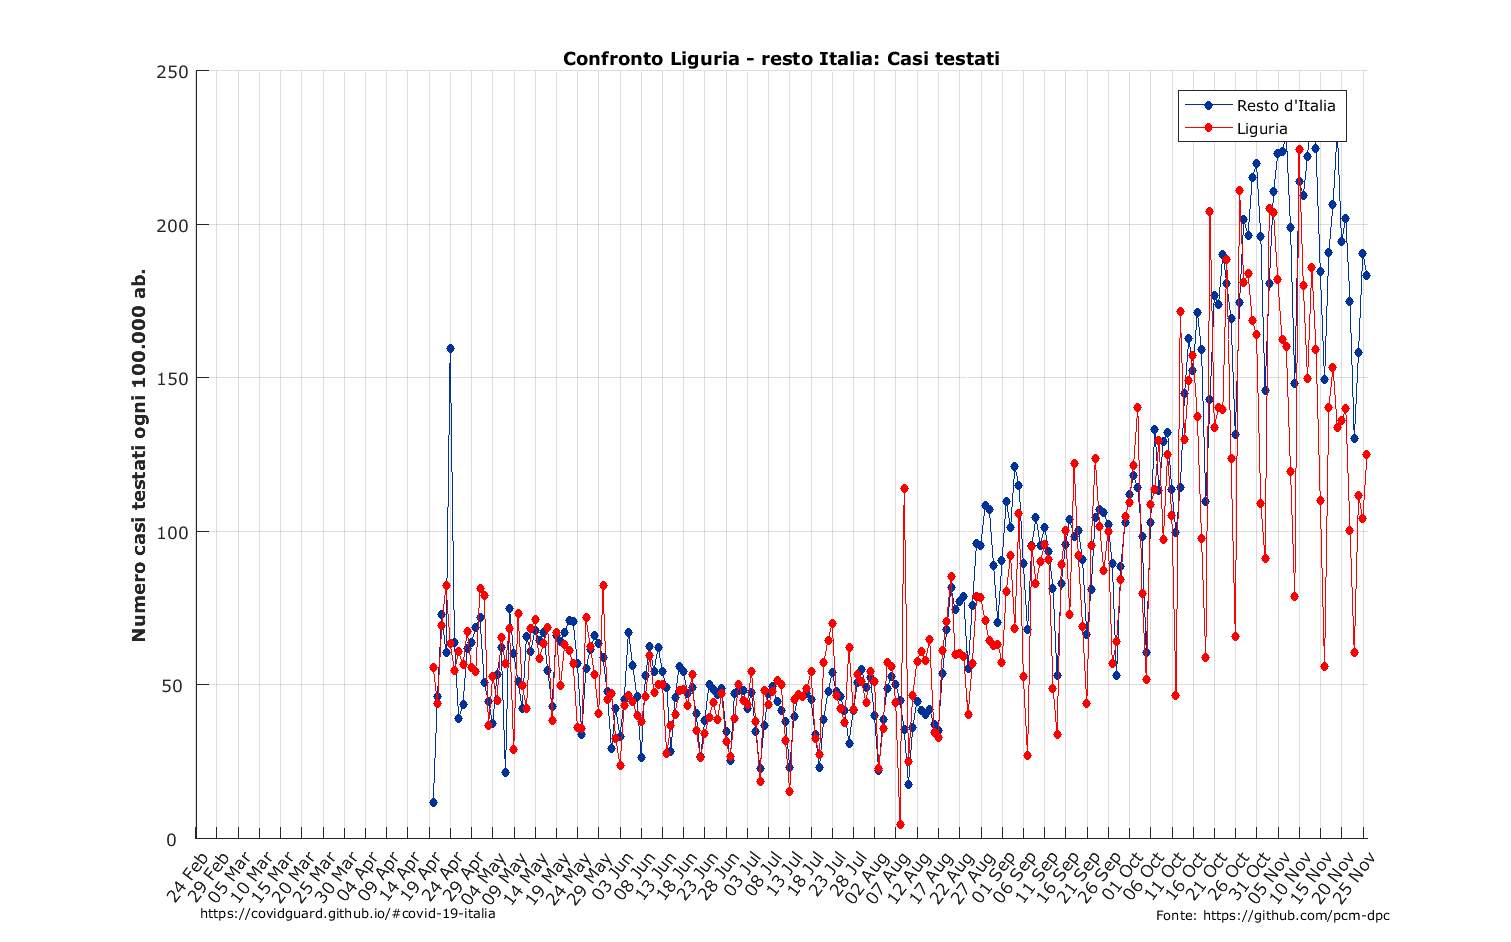 Confronto Liguria - resto Italia: Casi testati
Numero casi testati ogni 100.000 ab.
250
200
150
100
50
0
Resto d'Italia
Liguria
24 Feb
29 Feb
05 Mar
10 Mar
15 Mar
20 Mar
25 Mar
30 Mar
04 Apr
09 Apr
14 Apr
19 Apr
24 Apr
29 Apr
04 May
09 May
14 May
19 May
24 May
29 May
03 Jun
08 Jun
13 Jun
18 Jun
23 Jun
28 Jun
03 Jul
08 Jul
13 Jul
18 Jul
23 Jul
28 Jul
02 Aug
07 Aug
12 Aug
17 Aug
22 Aug
27 Aug
01 Sep
06 Sep
11 Sep
16 Sep
21 Sep
26 Sep
01 Oct
06 Oct
11 Oct
16 Oct
21 Oct
26 Oct
31 Oct
05 Nov
10 Nov
15 Nov
20 Nov
25 Nov
https://covidguard.github.io/#covid-19-italia
Fonte: https://github.com/pcm-dpc